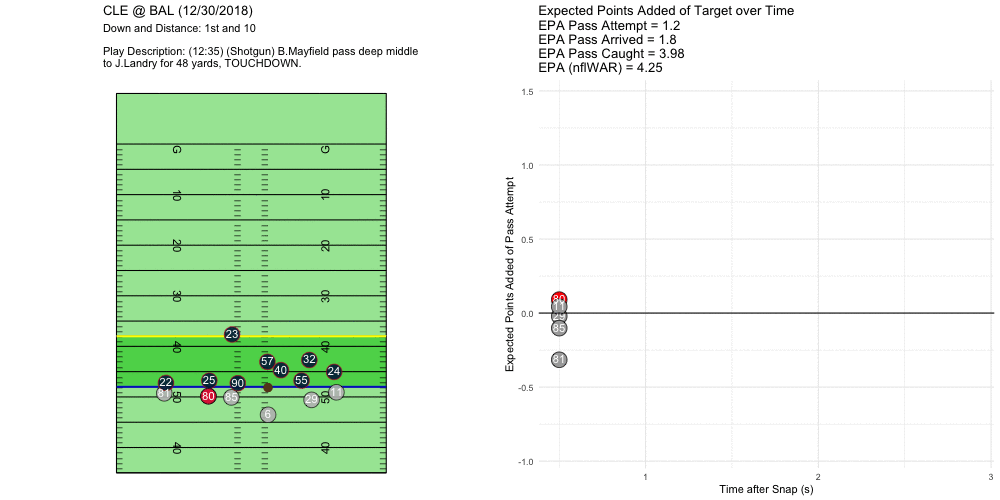 CLE @ BAL (12/30/2018)
Down and Distance: 1st and 10
Play Description: (12:35) (Shotgun) B.Mayfield pass deep middle
to J.Landry for 48 yards, TOUCHDOWN.
G G
10 10
20 20
30 30
23
40 40
57 32
40 24
22 25 90 55
81 80 85 29 11
50 50
6
40 40
Expected Points Added of Target over Time
EPA Pass Attempt = 1.2
EPA Pass Arrived = 1.8
EPA Pass Caught = 3.98
EPA (nflWAR) = 4.25
Expected Points Added of Pass Attempt
1.5
1.0
0.5
0.0
-0.5
-1.0
80
11
29
85
81
1 2 3
Time after Snap (s)